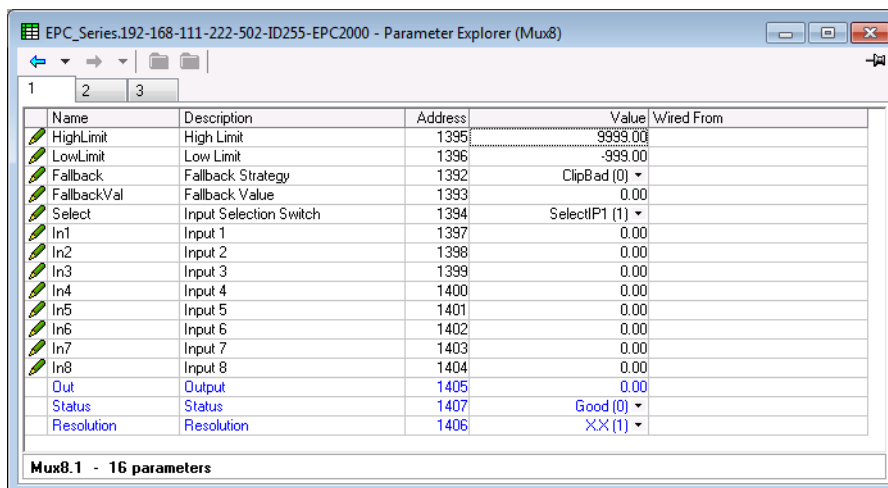 EPC_Series.192-168-111-222-502-ID255-EPC2000 - Parameter Explorer (Mux8)
1 2 3
Name Description Address Value Wired From
HighLimit High Limit 1395 9999.00
LowLimit Low Limit 1396 -999.00
Fallback Fallback Strategy 1392 ClipBad (0)
FallbackVal Fallback Value 1393 0.00
Select Input Selection Switch 1394 SelectIP1 (1)
In1 Input 1 1397 0.00
In2 Input 2 1398 0.00
In3 Input 3 1399 0.00
In4 Input 4 1400 0.00
In5 Input 5 1401 0.00
In6 Input 6 1402 0.00
In7 Input 7 1403 0.00
In8 Input 8 1404 0.00
Out Output 1405 0.00
Status Status 1407 Good (0)
Resolution Resolution 1406 X.X (1)
Mux8.1 - 16 parameters